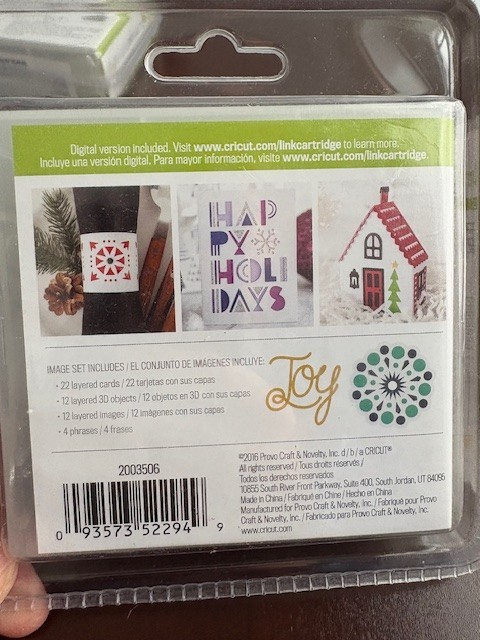 Digital version included. Visit www.cricut.com/linkcartridge to learn more.
Incluye una versión digital. Para mayor información, visite www.cricut.com/linkcartridge.
HAP
PY
HOLI
DAYS
IMAGE SET INCLUDES / EL CONJUNTO DE IMÁGENES INCLUYE:
• 22 layered cards / 22 tarjetas con sus capas
• 12 layered 3D objects / 12 objetos en 3D con sus capas
• 12 layered images / 12 imágenes con sus capas
• 4 phrases / 4 frases
Joy
2003506
0 93573 52294 9
©2016 Provo Craft & Novelty, Inc. d / b / a CRICUT®
All rights reserved / Tous droits réservés /
10855 South River Front Parkway, Suite 400, South Jordan, UT 84095
Made in China / Fabriqué en Chine / Hecho en China
Manufactured for Provo Craft & Novelty, Inc. / Fabriqué pour Provo
Craft & Novelty, Inc. / Fabricado para Provo Craft & Novelty, Inc.
www.cricut.com